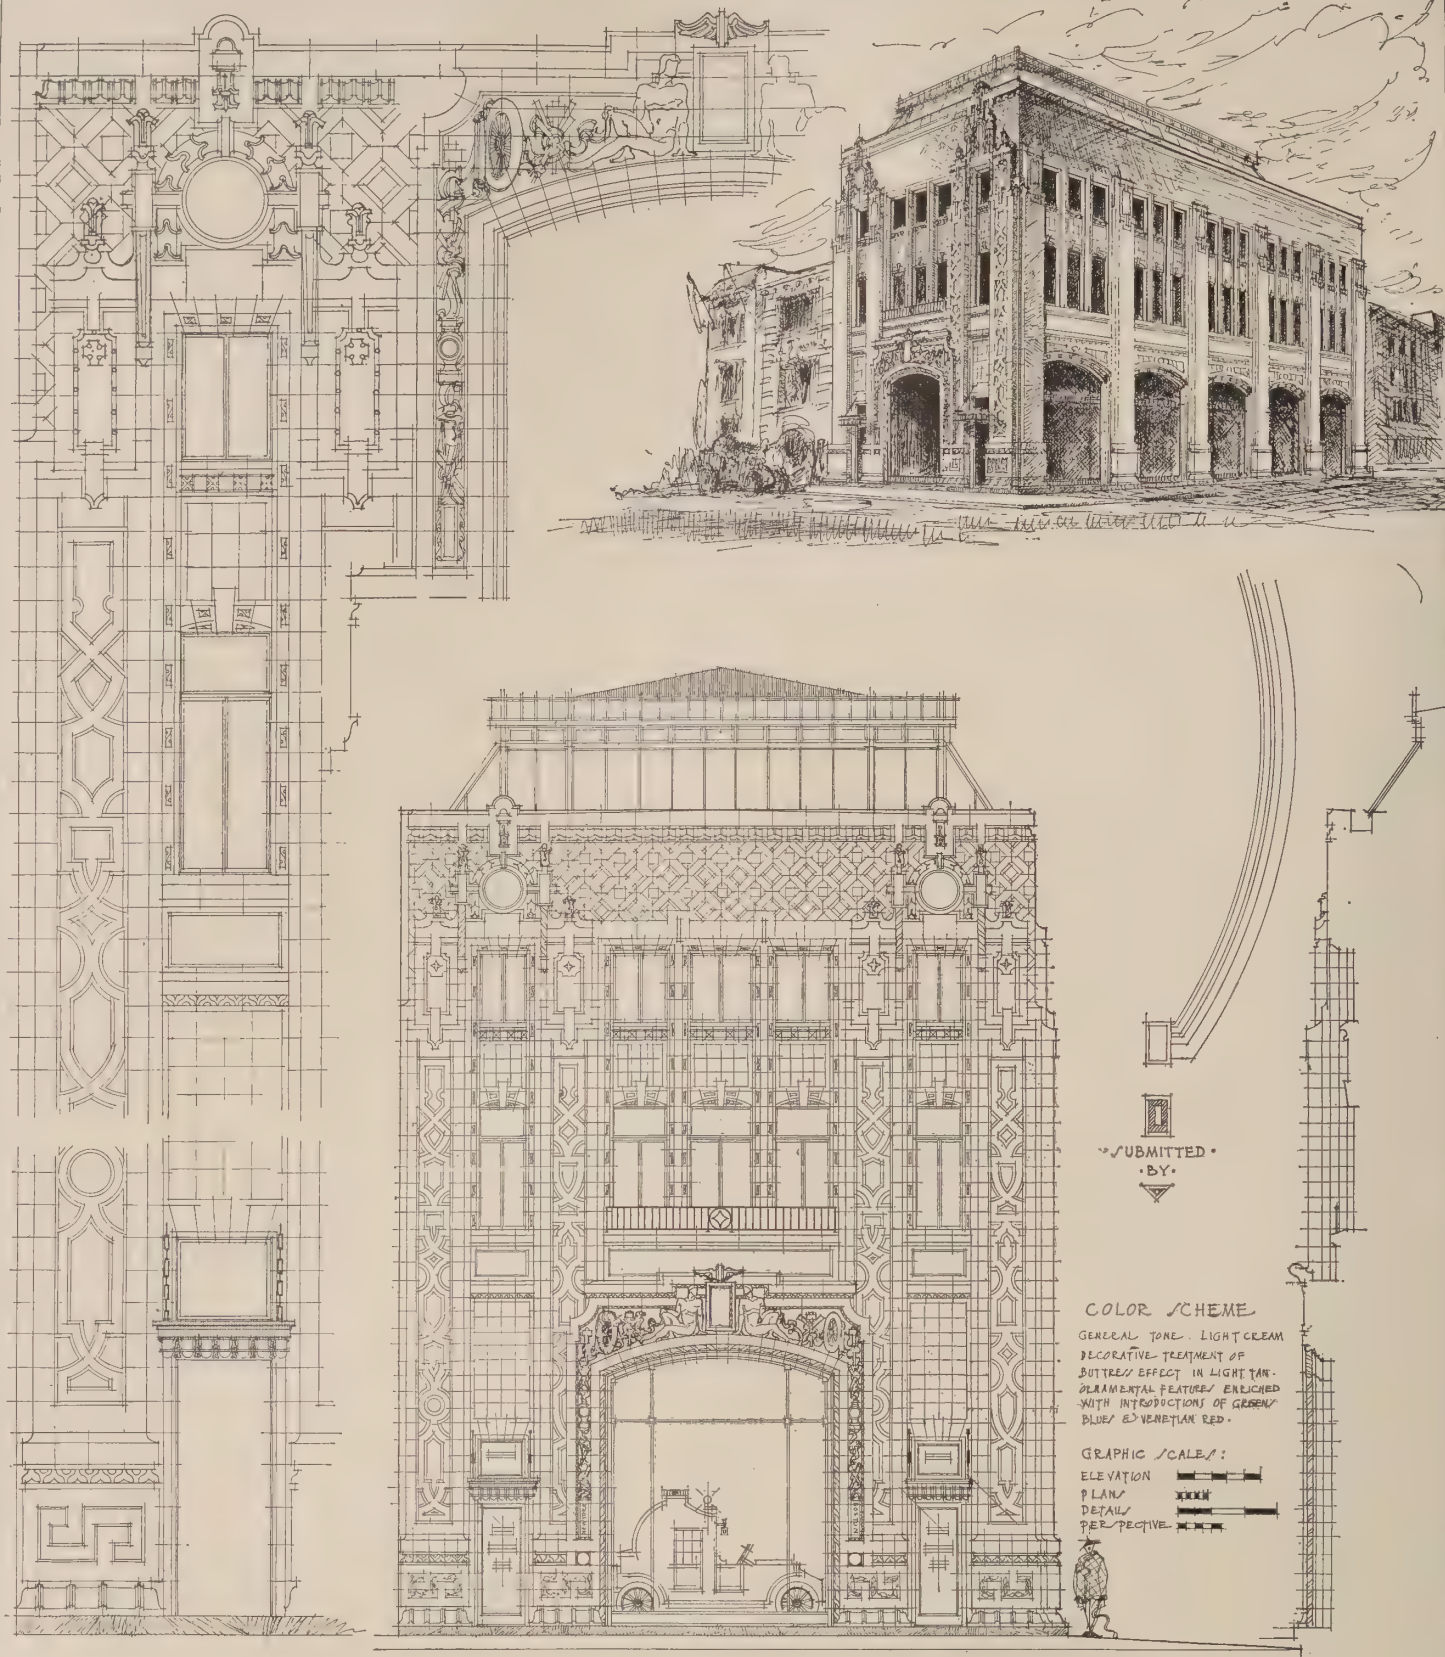 SUBMITTED
BY
COLOR SCHEME
GENERAL TONE. LIGHT CREAM
DECORATIVE TREATMENT OF
BUTTRESS EFFECT IN LIGHT TAN.
ORNAMENTAL FEATURES ENRICHED
WITH INTRODUCTIONS OF GREENS
BLUES & VENETIAN RED.
GRAPHIC SCALES:
ELEVATION
PLANS
DETAILS
PERSPECTIVE